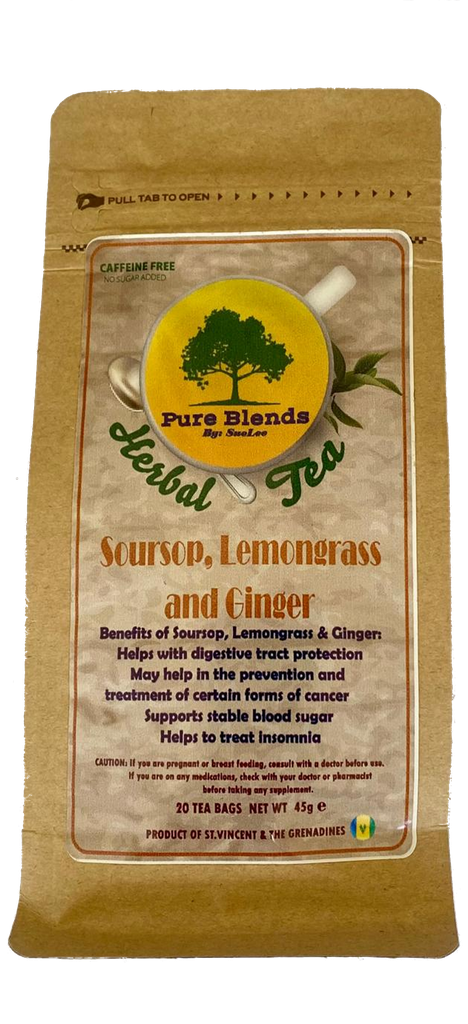 PULL TAB TO OPEN
CAFFEINE FREE
NO SUGAR ADDED
Pure Blends
By: SueLee
Herbal Tea
Soursop, Lemongrass
and Ginger
Benefits of Soursop, Lemongrass & Ginger:
Helps with digestive tract protection
May help in the prevention and
treatment of certain forms of cancer
Supports stable blood sugar
Helps to treat insomnia
CAUTION: If you are pregnant or breast feeding, consult with a doctor before use.
If you are on any medications, check with your doctor or pharmacist
before taking any supplement.
20 TEA BAGS NET WT 45g e
PRODUCT OF ST.VINCENT & THE GRENADINES